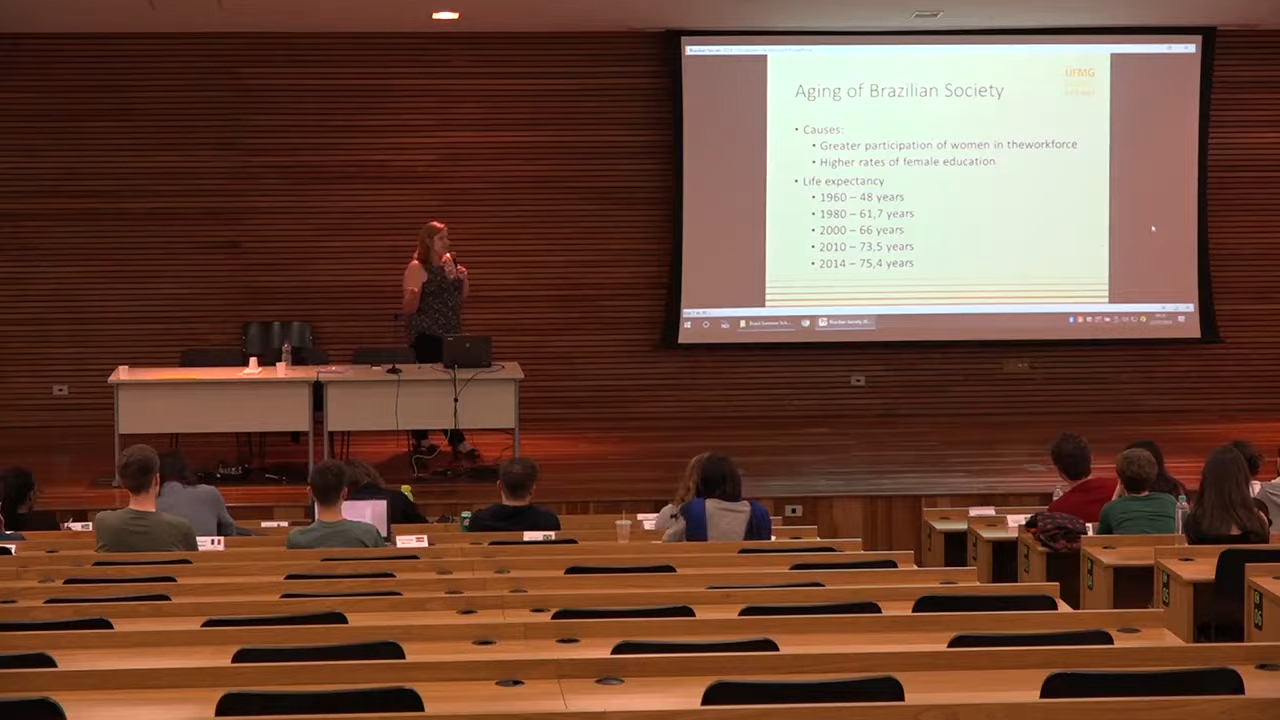 UFMG
Aging of Brazilian Society
• Causes:
• Greater participation of women in theworkforce
• Higher rates of female education
• Life expectancy
• 1960 – 48 years
• 1980 – 61,7 years
• 2000 – 66 years
• 2010 – 73,5 years
• 2014 – 75,4 years